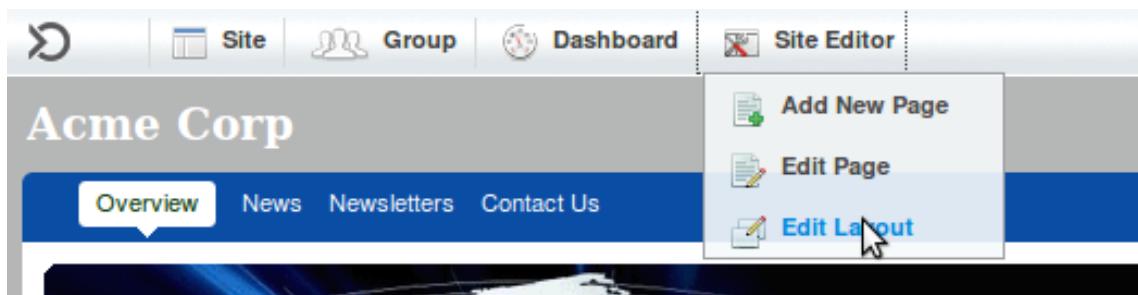 Site Group Dashboard Site Editor
Add New Page
Acme Corp
Edit Page
Overview News Newsletters Contact Us
Edit Layout